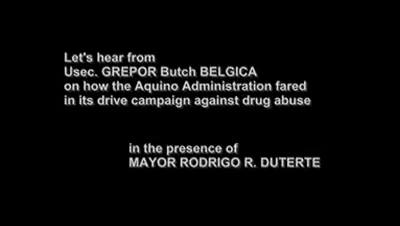 Let's hear from
Usec. GREPOR Butch BELGICA
on how the Aquino Administration fared
in its drive campaign against drug abuse
in the presence of
MAYOR RODRIGO R. DUTERTE